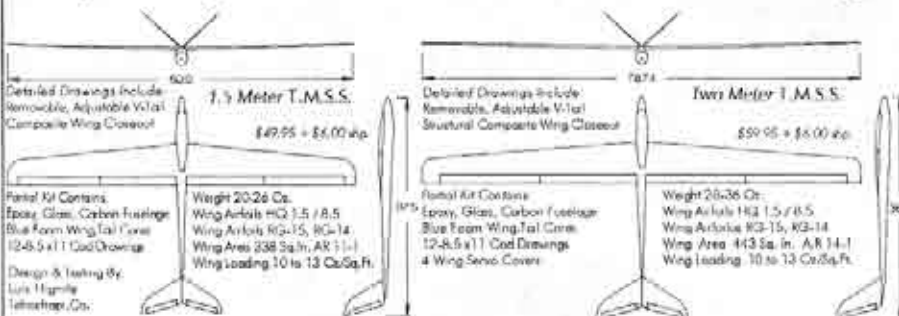 Detailed Drawings Include
Removable, Adjustable V-Tail
Composite Wing Closeout
1.5 Meter T.M.S.S.
$49.95 + $6.00 shp.
Partial Kit Contains
Epoxy, Glass, Carbon Fuselage
Blue Foam Wing, Tail Cores
12-8.5 x 11 Cad Drawings
Design & Testing By
Weight 20-26 Oz.
Wing Airfoils HQ 1.5 / 8.5
Wing Airfoils RG-15, RG-14
Wing Area 338 Sq. In. AR 11-1
Wing Loading 10 to 13 Oz/Sq.Ft.
78.74
Detailed Drawings Include
Removable, Adjustable V-Tail
Structural Composite Wing Closeout
Two Meter T.M.S.S.
$59.95 + $6.00 shp.
Partial Kit Contains
Epoxy, Glass, Carbon Fuselage
Blue Foam Wing, Tail Cores
12-8.5 x 11 Cad Drawings
4 Wing Servo Covers
Weight 28-36 Oz.
Wing Airfoils HQ 1.5 / 8.5
Wing Airfoils RG-15, RG-14
Wing Area 443 Sq. In. AR 14-1
Wing Loading 10 to 13 Oz/Sq.Ft.